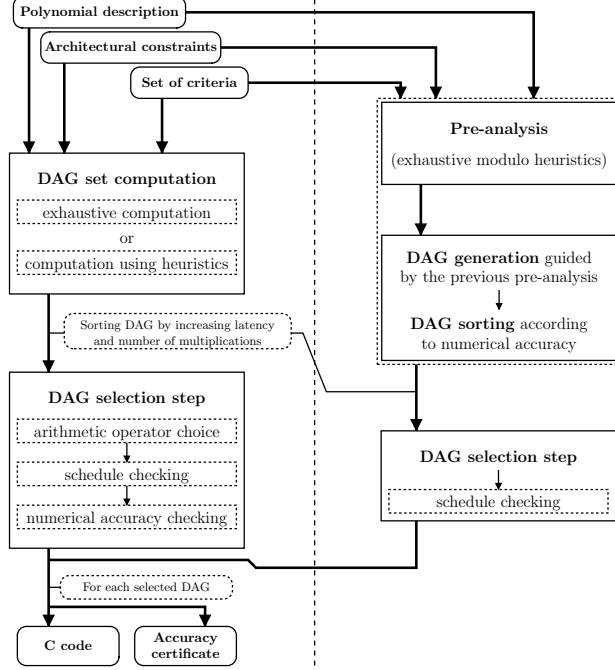 Polynomial description
Architectural constraints
Set of criteria
DAG set computation
exhaustive computation
or
computation using heuristics
Sorting DAG by increasing latency
and number of multiplications
DAG selection step
arithmetic operator choice
schedule checking
numerical accuracy checking
For each selected DAG
C code
Accuracy
certificate
Pre-analysis
(exhaustive modulo heuristics)
DAG generation guided
by the previous pre-analysis
DAG sorting according
to numerical accuracy
DAG selection step
schedule checking